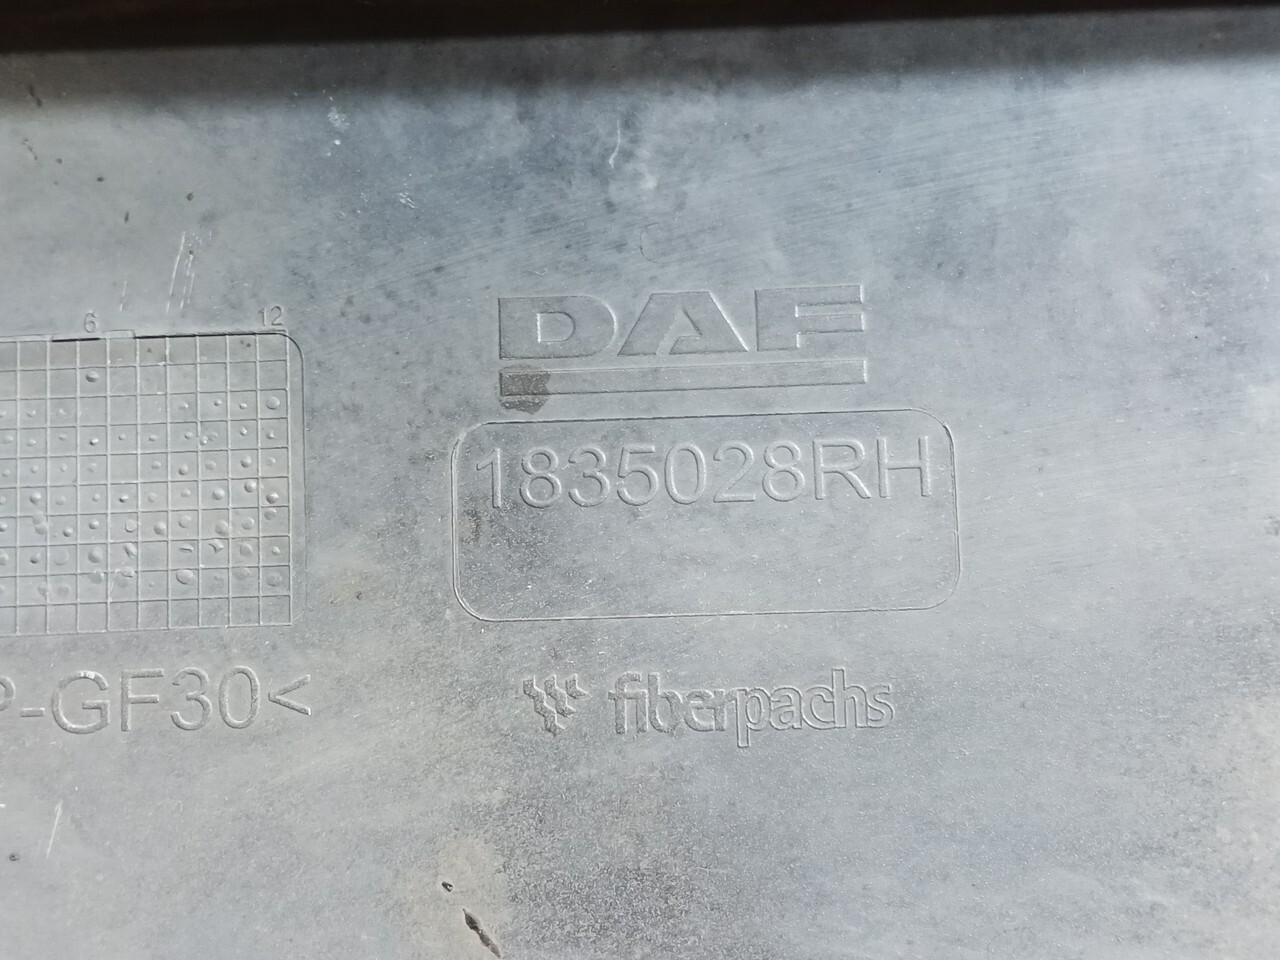 6 12
DAF
1835028RH
P-GF30<
fiberpachs